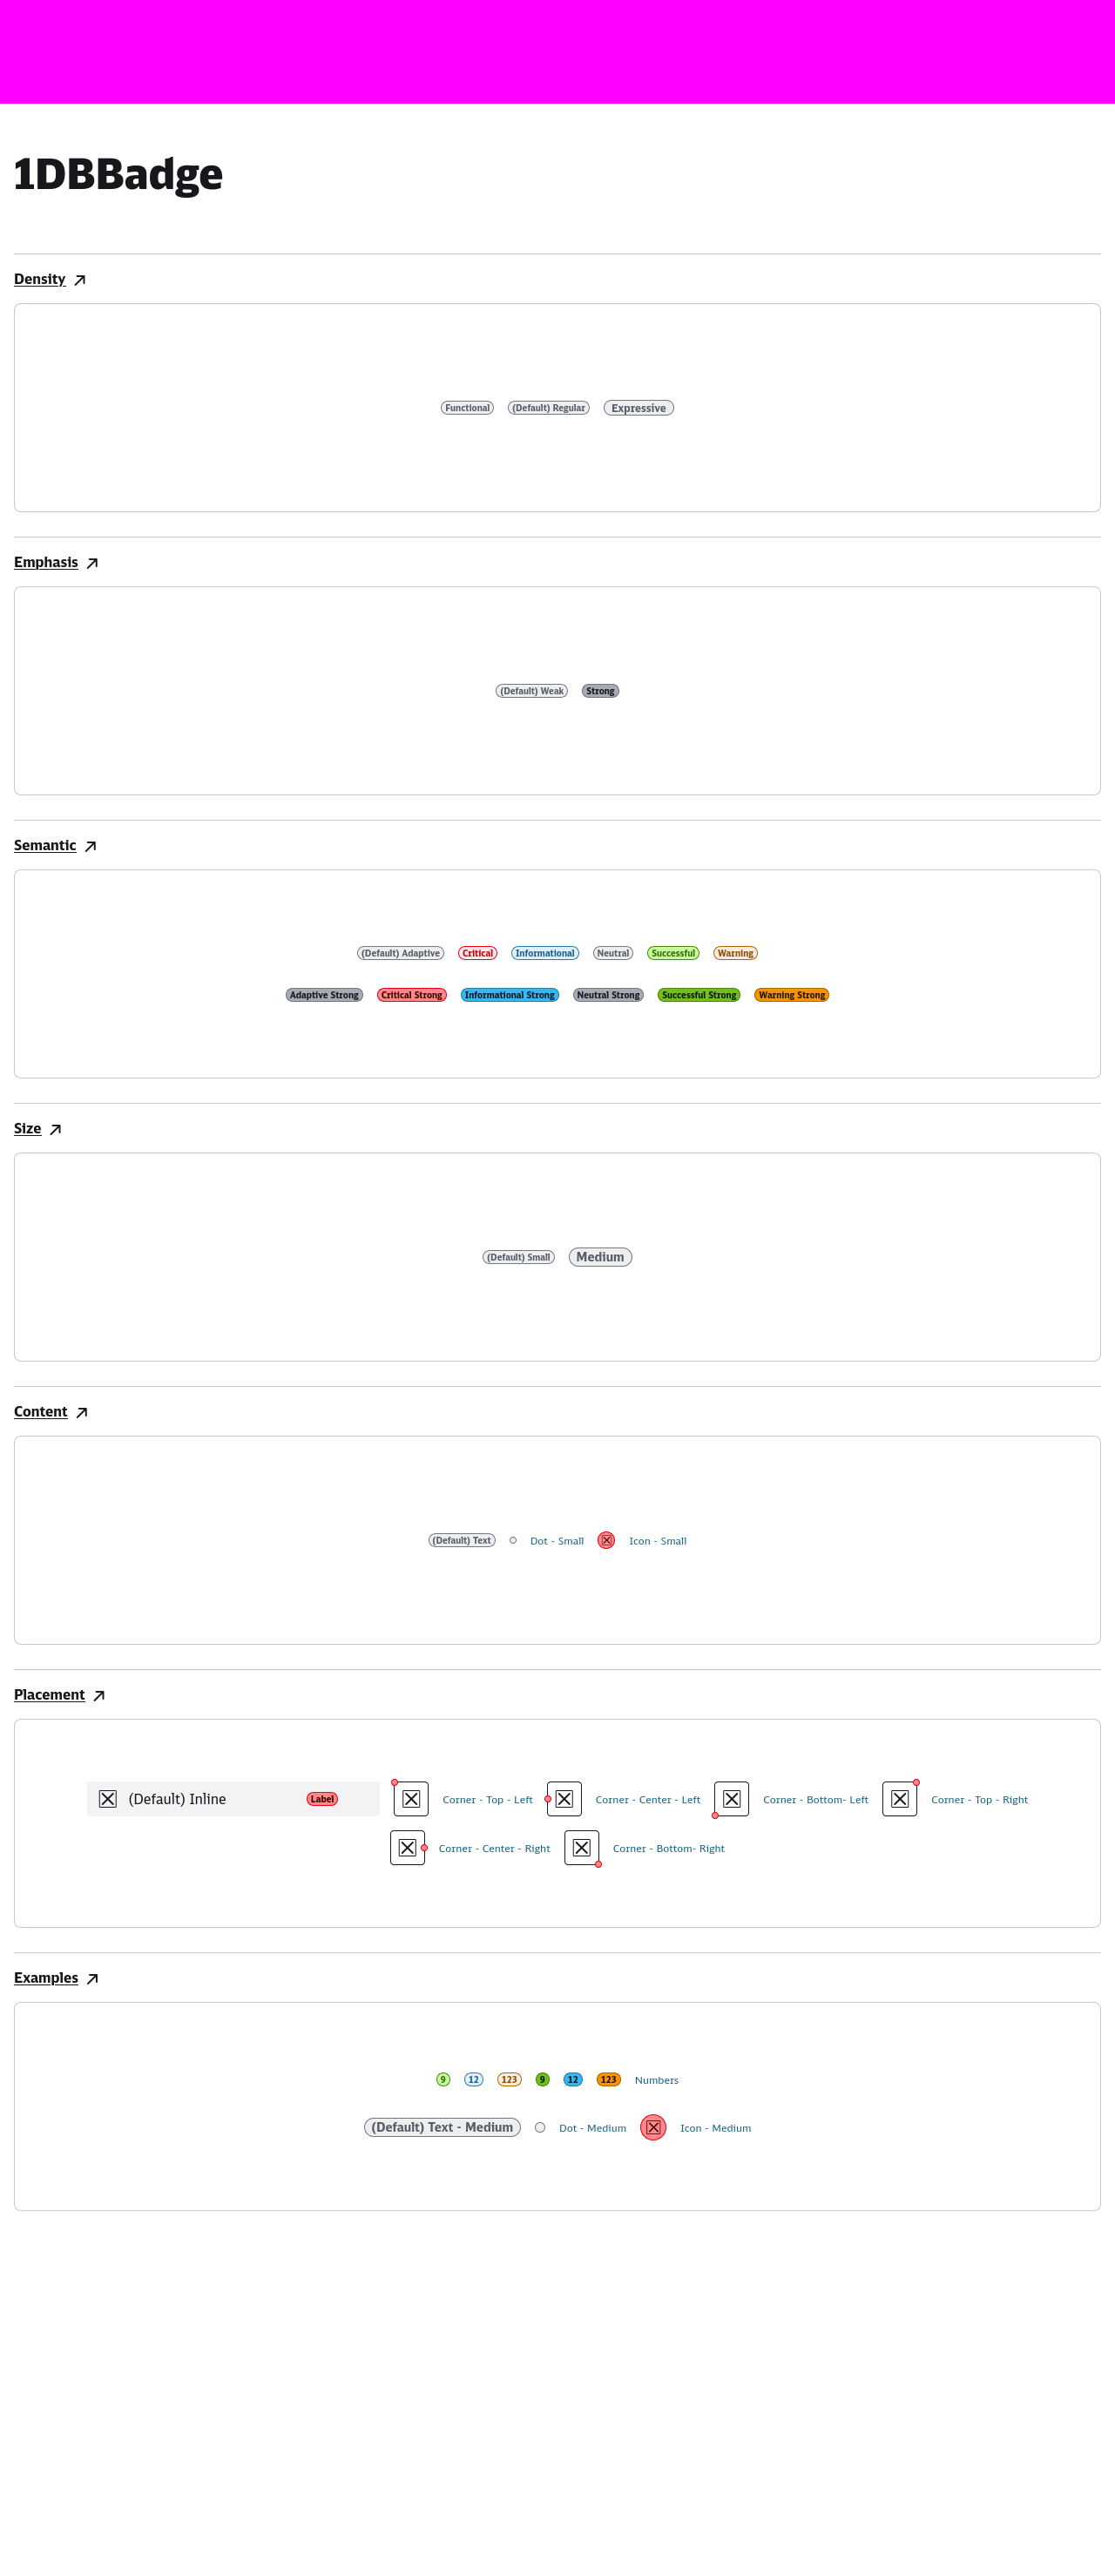 1DBBadge
Density
Functional (Default) Regular Expressive
Emphasis
(Default) Weak Strong
Semantic
(Default) Adaptive Critical Informational Neutral Successful Warning
Adaptive Strong Critical Strong Informational Strong Neutral Strong Successful Strong Warning Strong
Size
(Default) Small Medium
Content
(Default) Text Dot - Small Icon - Small
Placement
(Default) Inline Label Corner - Top - Left Corner - Center - Left Corner - Bottom- Left Corner - Top - Right
Corner - Center - Right Corner - Bottom- Right
Examples
9 12 123 9 12 123 Numbers
(Default) Text - Medium Dot - Medium Icon - Medium